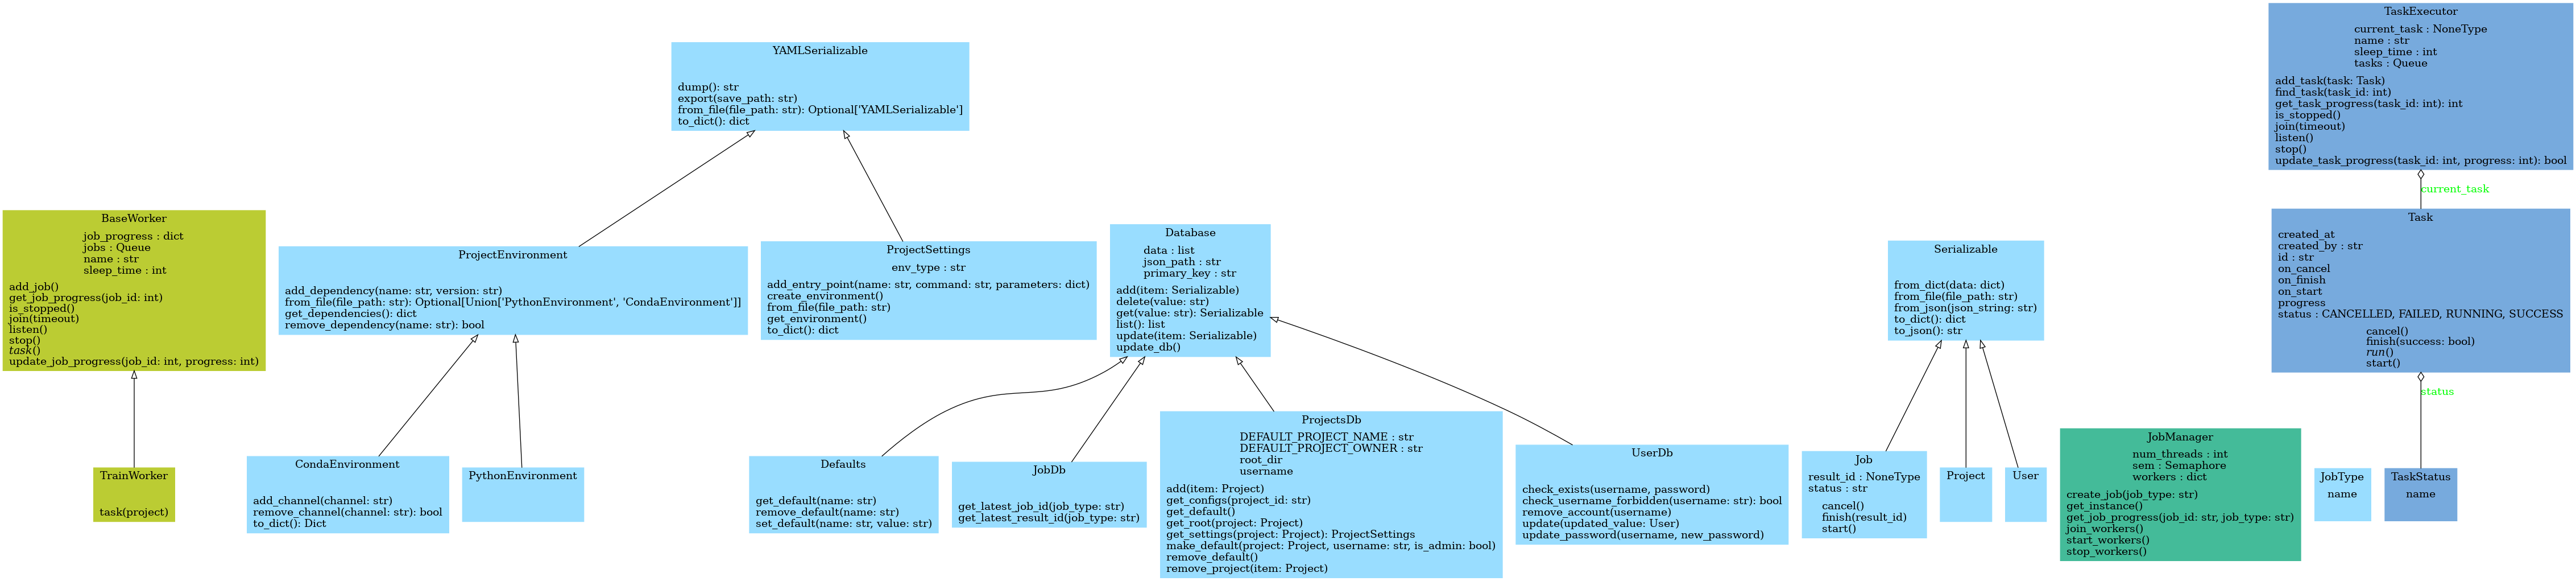 YAMLSerializable
dump(): str
export(save_path: str)
from_file(file_path: str): Optional['YAMLSerializable']
to_dict(): dict
TaskExecutor
current_task : NoneType
name : str
sleep_time : int
tasks : Queue
add_task(task: Task)
find_task(task_id: int)
get_task_progress(task_id: int): int
is_stopped()
join(timeout)
listen()
stop()
update_task_progress(task_id: int, progress: int): bool
current_task
BaseWorker
job_progress : dict
jobs : Queue
name : str
sleep_time : int
add_job()
get_job_progress(job_id: int)
is_stopped()
join(timeout)
listen()
stop()
task()
update_job_progress(job_id: int, progress: int)
ProjectEnvironment
add_dependency(name: str, version: str)
from_file(file_path: str): Optional[Union['PythonEnvironment', 'CondaEnvironment']]
get_dependencies(): dict
remove_dependency(name: str): bool
ProjectSettings
env_type : str
add_entry_point(name: str, command: str, parameters: dict)
create_environment()
from_file(file_path: str)
get_environment()
to_dict(): dict
Database
data : list
json_path : str
primary_key : str
add(item: Serializable)
delete(value: str)
get(value: str): Serializable
list(): list
update(item: Serializable)
update_db()
Serializable
from_dict(data: dict)
from_file(file_path: str)
from_json(json_string: str)
to_dict(): dict
to_json(): str
Task
created_at
created_by : str
id : str
on_cancel
on_finish
on_start
progress
status : CANCELLED, FAILED, RUNNING, SUCCESS
cancel()
finish(success: bool)
run()
start()
status
TrainWorker
task(project)
CondaEnvironment
add_channel(channel: str)
remove_channel(channel: str): bool
to_dict(): Dict
PythonEnvironment
Defaults
get_default(name: str)
remove_default(name: str)
set_default(name: str, value: str)
JobDb
get_latest_job_id(job_type: str)
get_latest_result_id(job_type: str)
ProjectsDb
DEFAULT_PROJECT_NAME : str
DEFAULT_PROJECT_OWNER : str
root_dir
username
add(item: Project)
get_configs(project_id: str)
get_default()
get_root(project: Project)
get_settings(project: Project): ProjectSettings
make_default(project: Project, username: str, is_admin: bool)
remove_default()
remove_project(item: Project)
UserDb
check_exists(username, password)
check_username_forbidden(username: str): bool
remove_account(username)
update(updated_value: User)
update_password(username, new_password)
Job
result_id : NoneType
status : str
cancel()
finish(result_id)
start()
Project
User
JobManager
num_threads : int
sem : Semaphore
workers : dict
create_job(job_type: str)
get_instance()
get_job_progress(job_id: str, job_type: str)
join_workers()
start_workers()
stop_workers()
JobType
name
TaskStatus
name